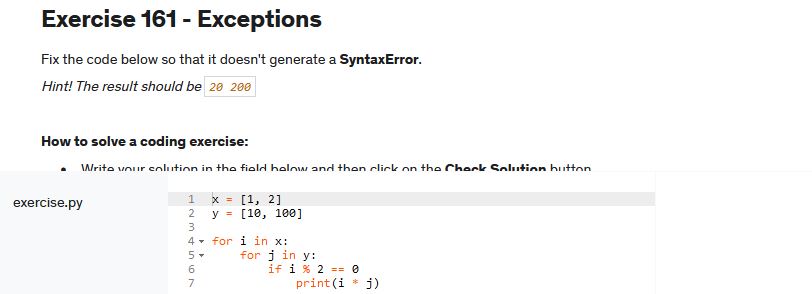 Exercise 161 - Exceptions
Fix the code below so that it doesn't generate a SyntaxError.
Hint! The result should be 20 200
How to solve a coding exercise:
• Write your solution in the field below and then click on the Check Solution button
exercise.py
1 x = [1, 2]
2 y = [10, 100]
3
4 for i in x:
5     for j in y:
6         if i % 2 == 0
7             print(i * j)